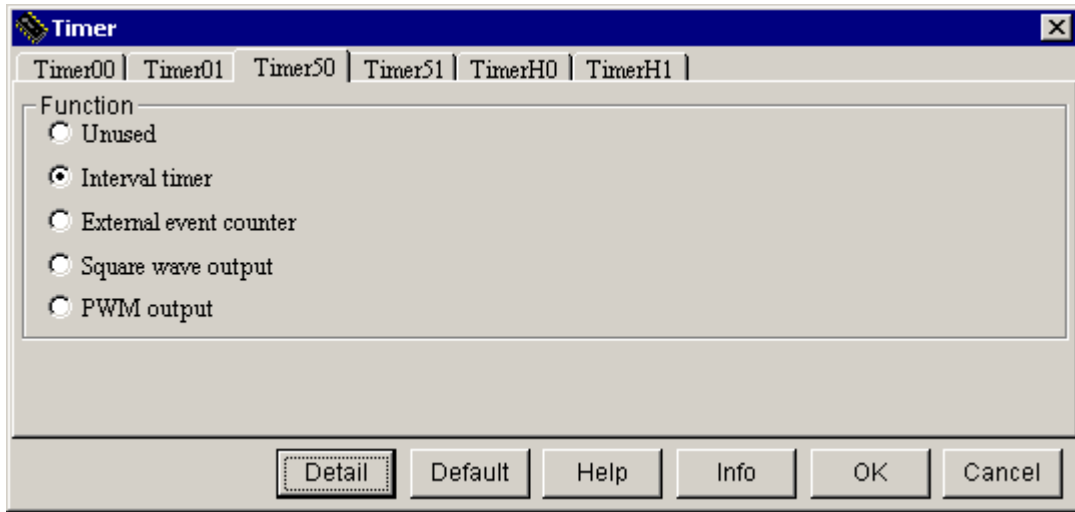 Timer
Timer00 Timer01 Timer50 Timer51 TimerH0 TimerH1
Function
Unused
Interval timer
External event counter
Square wave output
PWM output
Detail Default Help Info OK Cancel